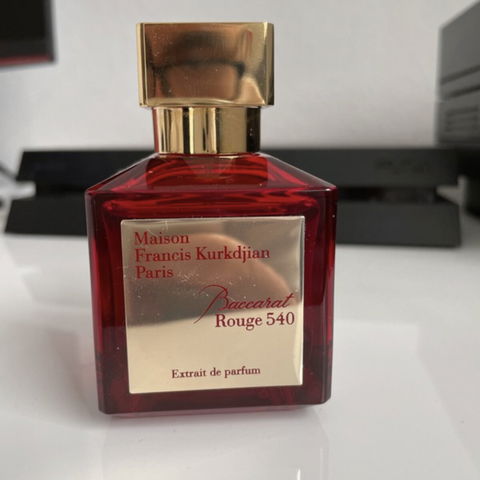 Maison
Francis Kurkdjian
Paris
Baccarat
Rouge 540
Extrait de parfum